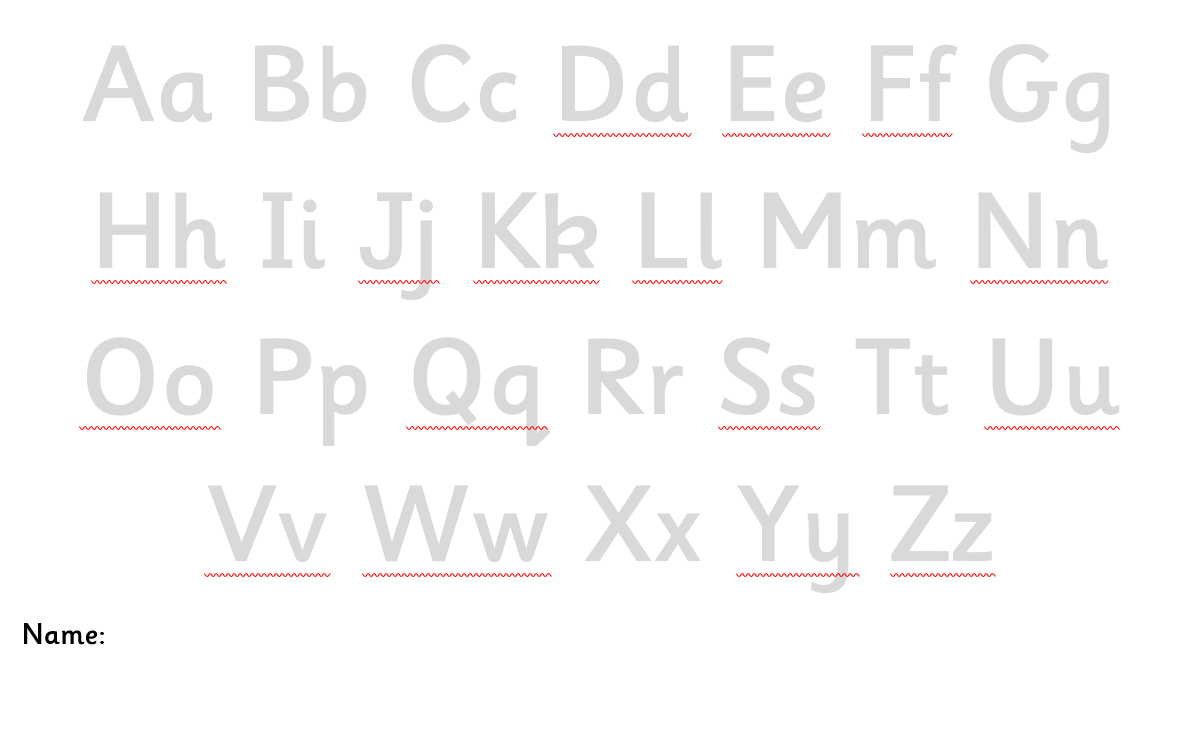 Aa Bb Cc Dd Ee Ff Gg
Hh Ii Jj Kk Ll Mm Nn
Oo Pp Qq Rr Ss Tt Uu
Vv Ww Xx Yy Zz
Name: